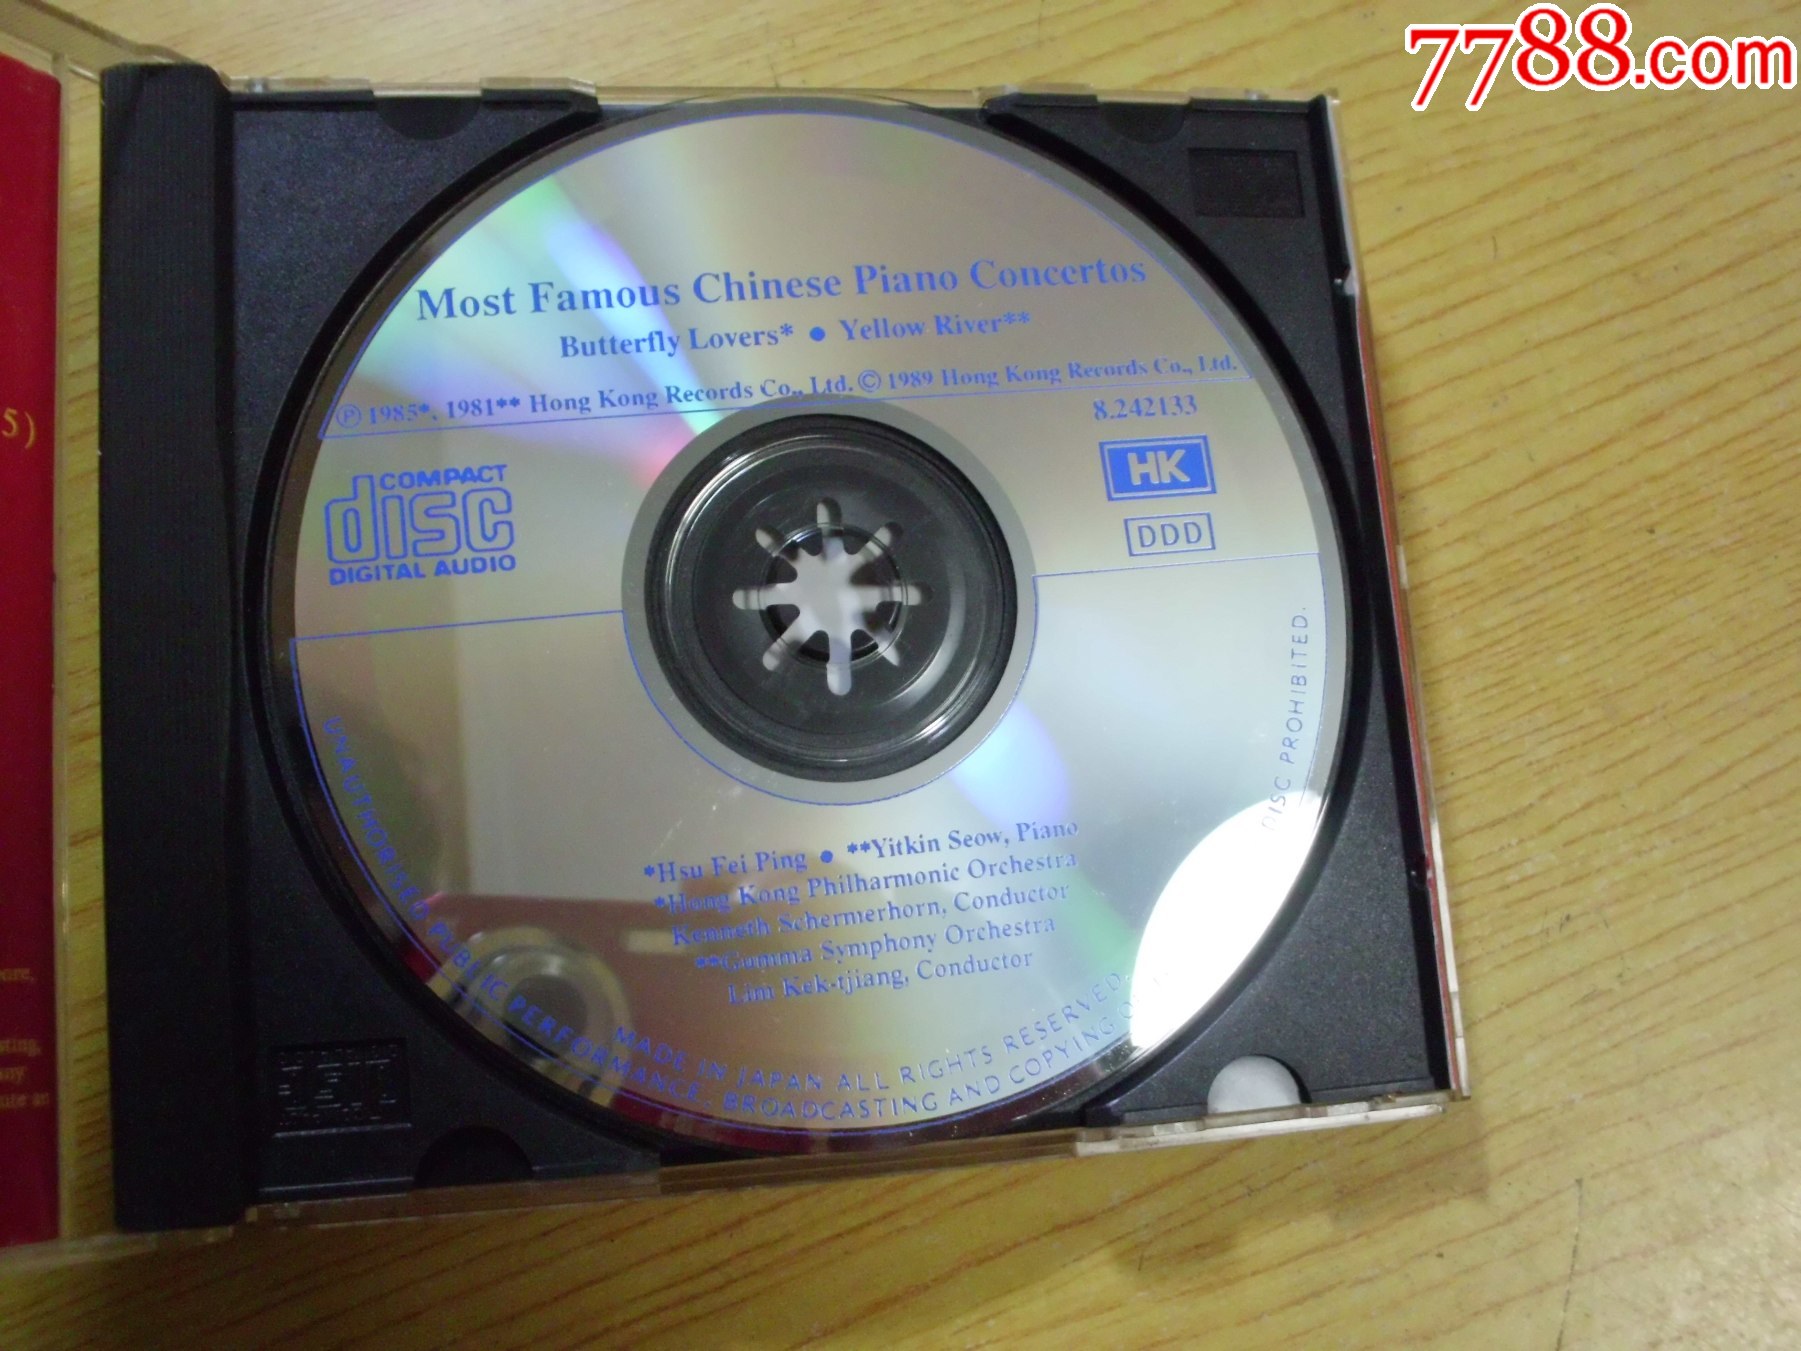 7788.com
Most Famous Chinese Piano Concertos
Butterfly Lovers* ● Yellow River**
Ⓟ 1985*, 1981** Hong Kong Records Co., Ltd. © 1989 Hong Kong Records Co., Ltd.
8.242133
COMPACT
disc
DIGITAL AUDIO
HK
DDD
*Hsu Fei Ping ● **Yitkin Seow, Piano
*Hong Kong Philharmonic Orchestra
Kenneth Schermerhorn, Conductor
**Gumma Symphony Orchestra
Lim Kek-tjiang, Conductor
MADE IN JAPAN ALL RIGHTS RESERVED.
UNAUTHORISED PUBLIC PERFORMANCE, BROADCASTING AND COPYING DISC PROHIBITED.
5)